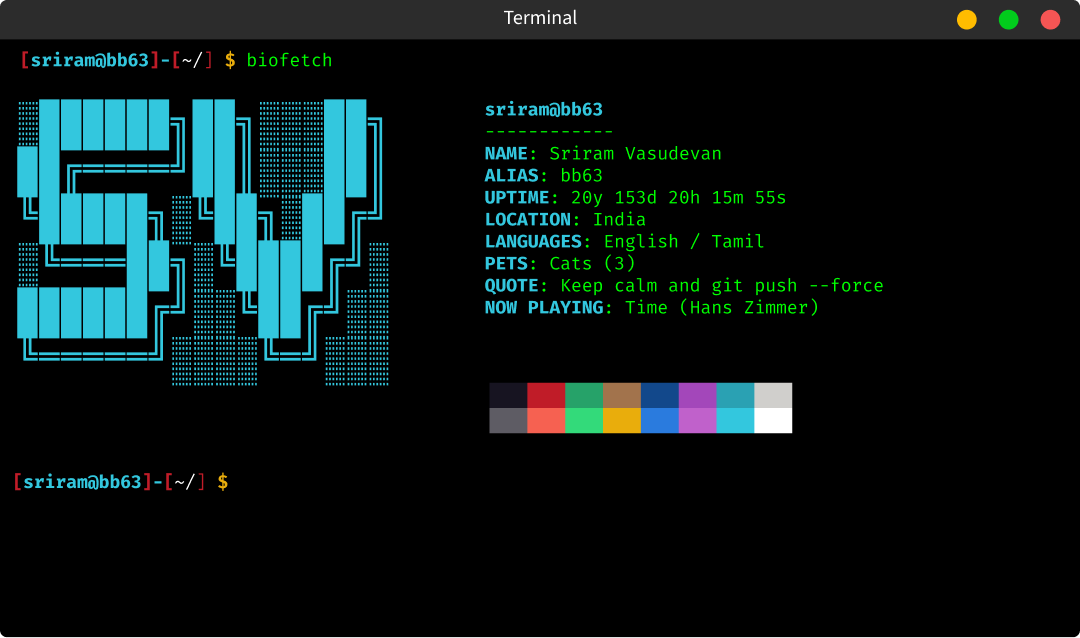 Terminal
[sriram@bb63]-[~/] $ biofetch
SV
sriram@bb63
------------
NAME: Sriram Vasudevan
ALIAS: bb63
UPTIME: 20y 153d 20h 15m 55s
LOCATION: India
LANGUAGES: English / Tamil
PETS: Cats (3)
QUOTE: Keep calm and git push --force
NOW PLAYING: Time (Hans Zimmer)
[sriram@bb63]-[~/] $